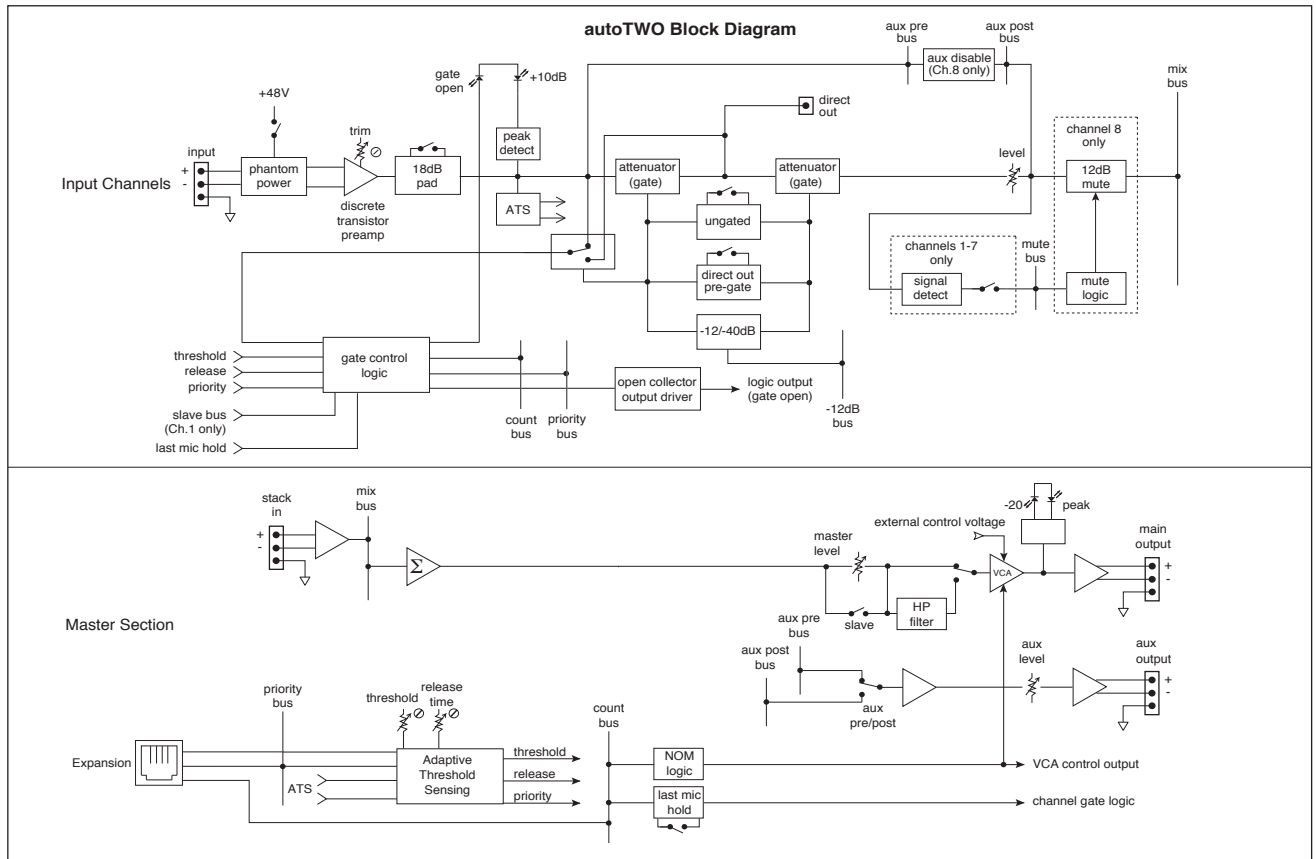 autoTWO Block Diagram
aux pre
bus
aux post
bus
aux disable
(Ch.8 only)
mix
bus
gate
open
+10dB
+48V
direct
out
trim
peak
detect
channel 8
only
input
+
-
phantom
power
18dB
pad
attenuator
(gate)
attenuator
(gate)
level
12dB
mute
Input Channels
discrete
transistor
preamp
ATS
ungated
channels 1-7
only
mute
bus
direct out
pre-gate
signal
detect
mute
logic
-12/-40dB
threshold
release
priority
gate control
logic
open collector
output driver
logic output
(gate open)
slave bus
(Ch.1 only)
count
bus
priority
bus
-12dB
bus
last mic hold
stack
in
mix
bus
-20
peak
external control voltage
+
-
master
level
main
output
Σ
VCA
+
-
HP
filter
slave
Master Section
aux pre
bus
aux post
bus
aux
level
aux
output
+
-
priority
bus
threshold
release
time
count
bus
aux
pre/post
Expansion
Adaptive
Threshold
Sensing
threshold
release
priority
NOM
logic
VCA control output
ATS
last mic
hold
channel gate logic